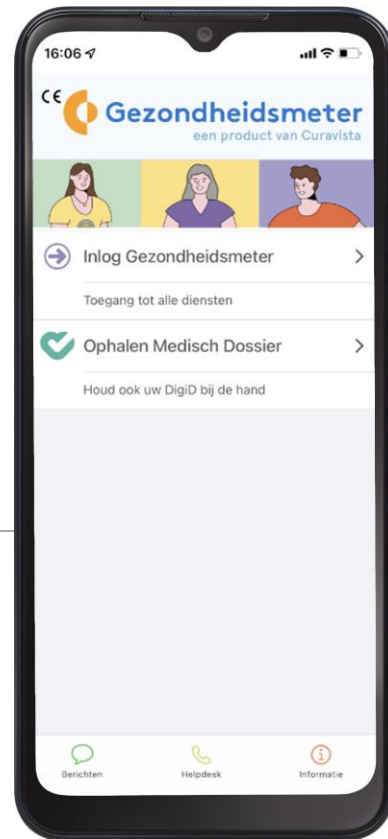 16:06
CE
Gezondheidsmeter
een product van Curavista
Inlog Gezondheidsmeter
Toegang tot alle diensten
Ophalen Medisch Dossier
Houd ook uw DigiD bij de hand
Berichten
Helpdesk
Informatie